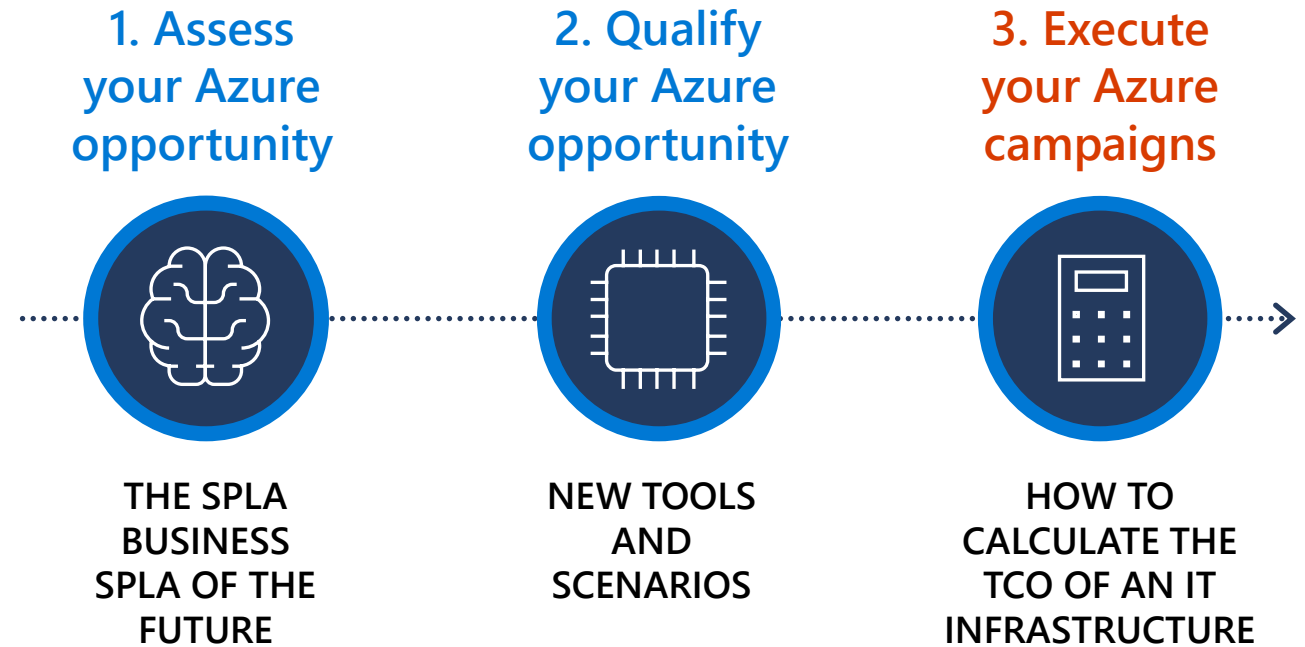 1. Assess
your Azure
opportunity
2. Qualify
your Azure
opportunity
3. Execute
your Azure
campaigns
THE SPLA
BUSINESS
SPLA OF THE
FUTURE
NEW TOOLS
AND
SCENARIOS
HOW TO
CALCULATE THE
TCO OF AN IT
INFRASTRUCTURE